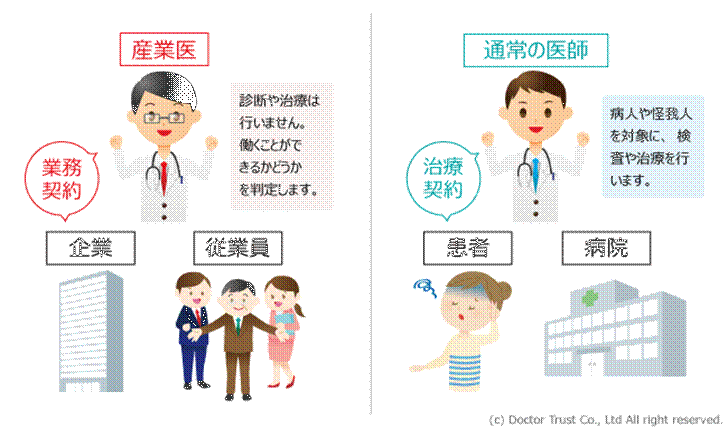 産業医
診断や治療は
行いません。
働くことがで
きるかどうか
を判定します。
業務
契約
企業
従業員
通常の医師
病人や怪我人
を対象に、検
査や治療を行
います。
治療
契約
患者
病院
(c) Doctor Trust Co., Ltd All right reserved.